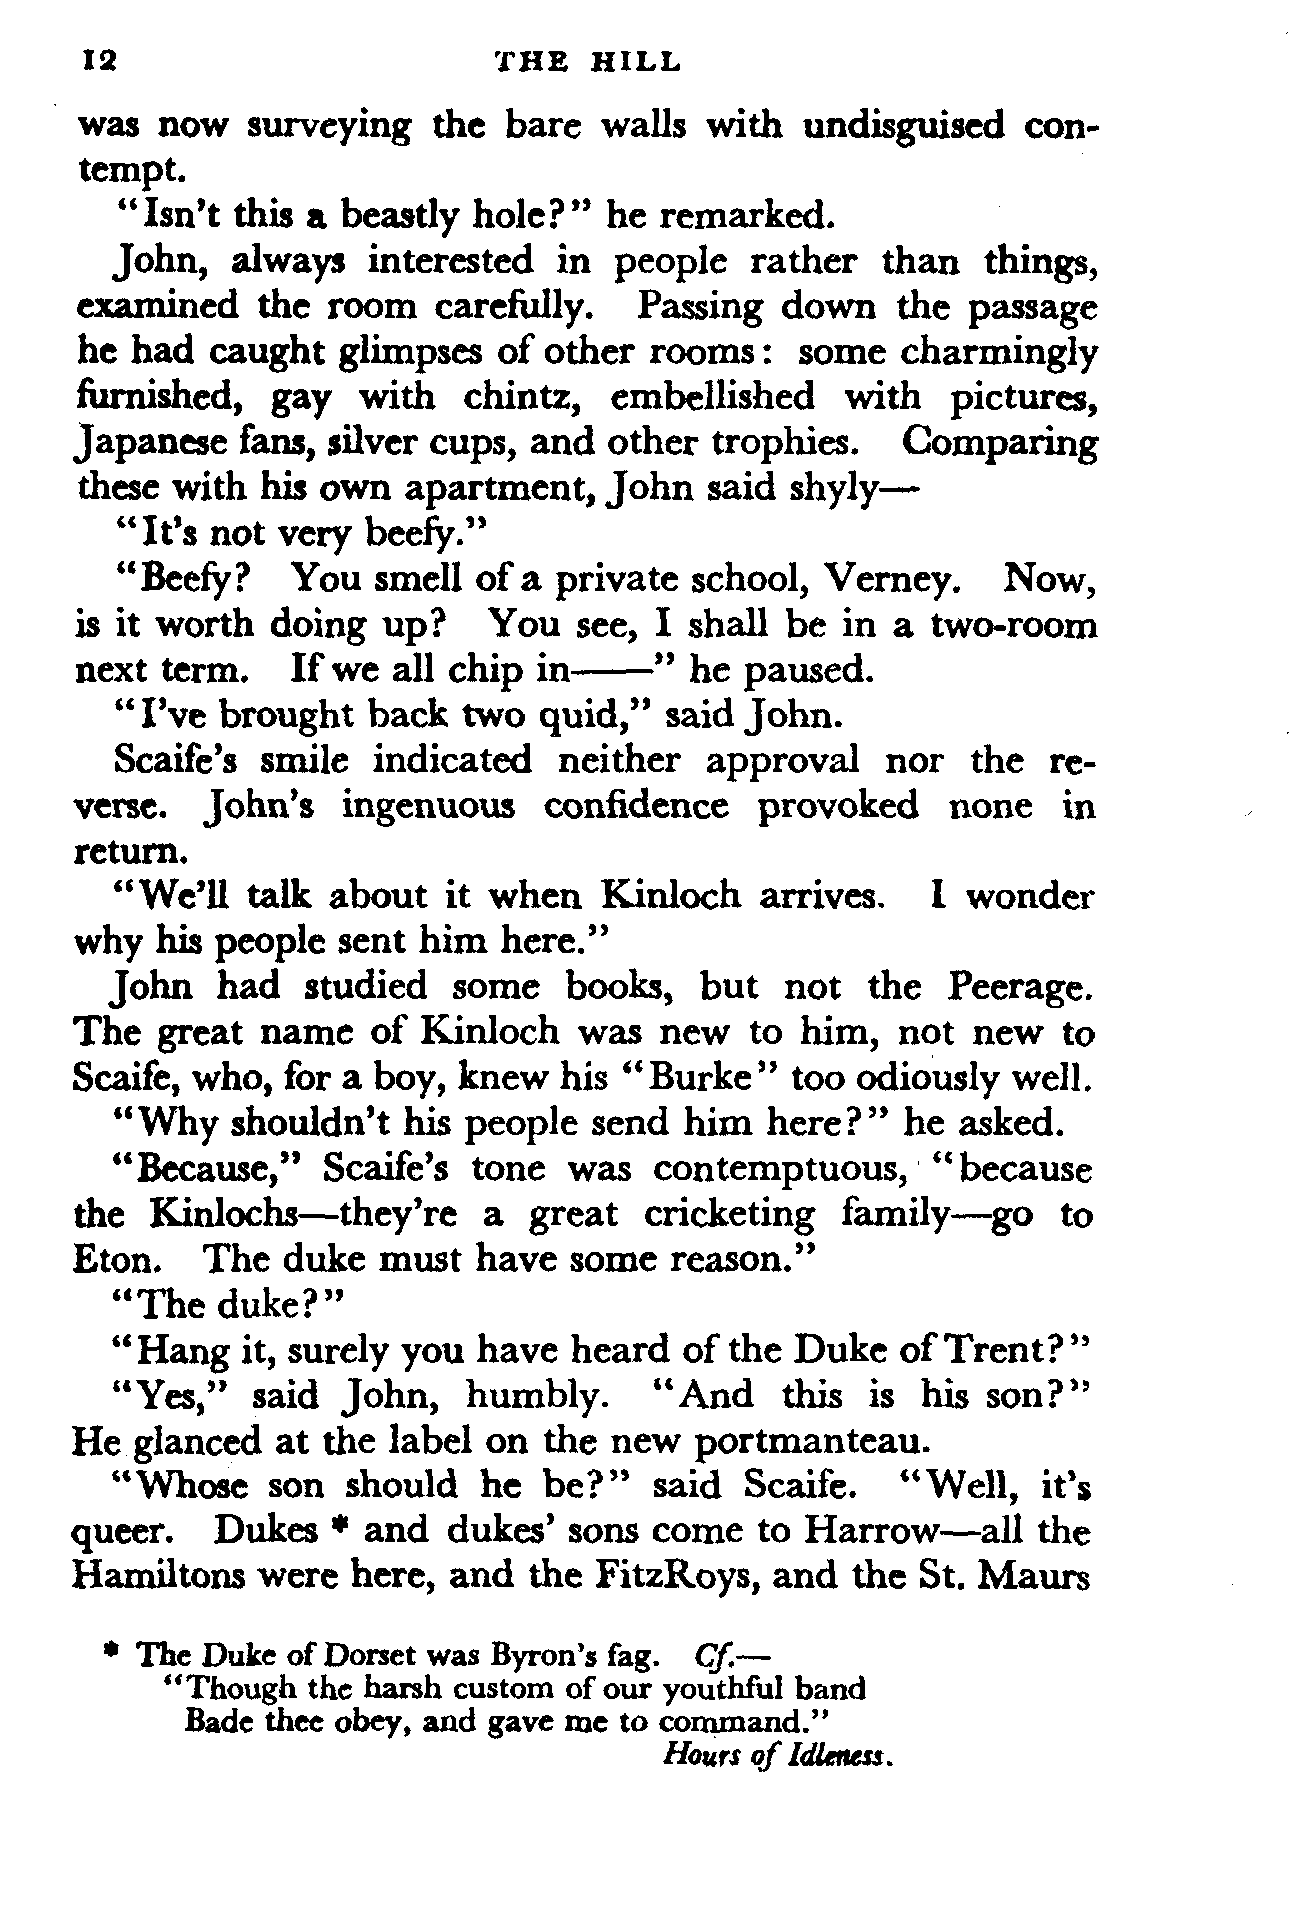 12 THE HILL
was now surveying the bare walls with undisguised con-
tempt.
"Isn't this a beastly hole?" he remarked.
John, always interested in people rather than things,
examined the room carefully. Passing down the passage
he had caught glimpses of other rooms: some charmingly
furnished, gay with chintz, embellished with pictures,
Japanese fans, silver cups, and other trophies. Comparing
these with his own apartment, John said shyly—
"It's not very beefy."
"Beefy? You smell of a private school, Verney. Now,
is it worth doing up? You see, I shall be in a two-room
next term. If we all chip in——" he paused.
"I've brought back two quid," said John.
Scaife's smile indicated neither approval nor the re-
verse. John's ingenuous confidence provoked none in
return.
"We'll talk about it when Kinloch arrives. I wonder
why his people sent him here."
John had studied some books, but not the Peerage.
The great name of Kinloch was new to him, not new to
Scaife, who, for a boy, knew his "Burke" too odiously well.
"Why shouldn't his people send him here?" he asked.
"Because," Scaife's tone was contemptuous, "because
the Kinlochs—they're a great cricketing family—go to
Eton. The duke must have some reason."
"The duke?"
"Hang it, surely you have heard of the Duke of Trent?"
"Yes," said John, humbly. "And this is his son?"
He glanced at the label on the new portmanteau.
"Whose son should he be?" said Scaife. "Well, it's
queer. Dukes * and dukes' sons come to Harrow—all the
Hamiltons were here, and the FitzRoys, and the St. Maurs
* The Duke of Dorset was Byron's fag. Cf.—
"Though the harsh custom of our youthful band
Bade thee obey, and gave me to command."
Hours of Idleness.